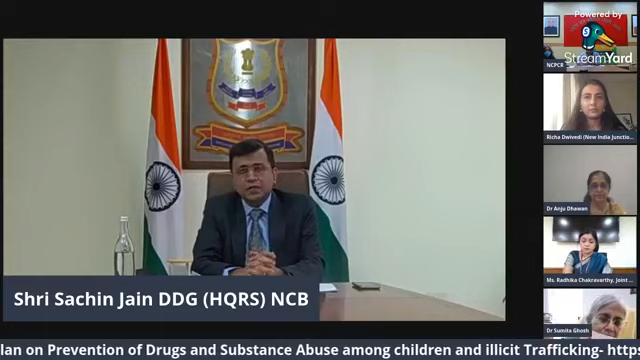 Powered by
StreamYard
NCPCR
Richa Dwivedi (New India Junctio...
Dr Anju Dhawan
Ms. Radhika Chakravarthy, Joint ...
Dr Sumita Ghosh
Shri Sachin Jain DDG (HQRS) NCB
lan on Prevention of Drugs and Substance Abuse among children and illicit Trafficking- http